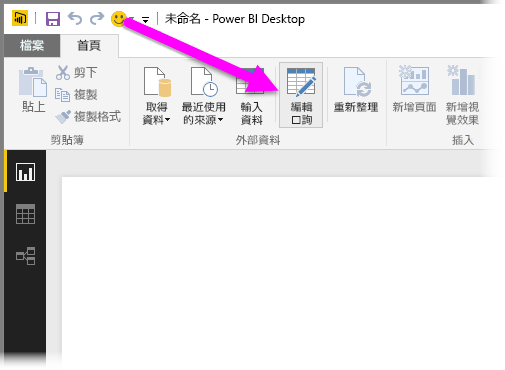 未命名 - Power BI Desktop
檔案 首頁
剪下
複製
複製格式
貼上
剪貼簿
取得
資料
最近使用
的來源
輸入
資料
編輯
口詢
重新整理
外部資料
新增頁面
新增視
覺效果
插入